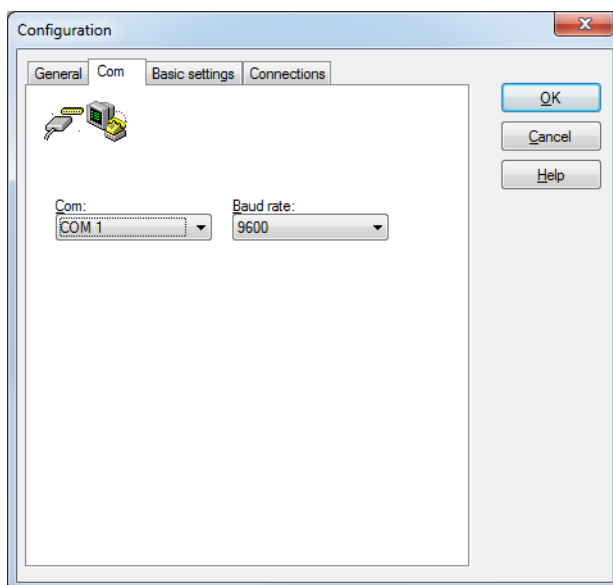 Configuration
General Com Basic settings Connections
OK
Cancel
Help
Com: Baud rate:
COM 1 9600